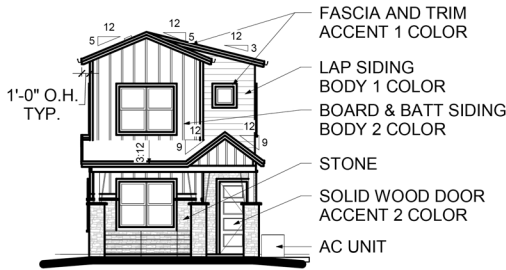 12
5
12
5
12
3
FASCIA AND TRIM
ACCENT 1 COLOR
LAP SIDING
BODY 1 COLOR
1'-0" O.H.
TYP.
BOARD & BATT SIDING
BODY 2 COLOR
12
9
12
9
3:12
STONE
SOLID WOOD DOOR
ACCENT 2 COLOR
AC UNIT